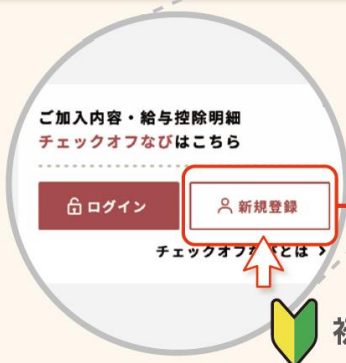 ご加入内容・給与控除明細
チェックオフなびはこちら
ログイン
新規登録
チェックオフなびとは >